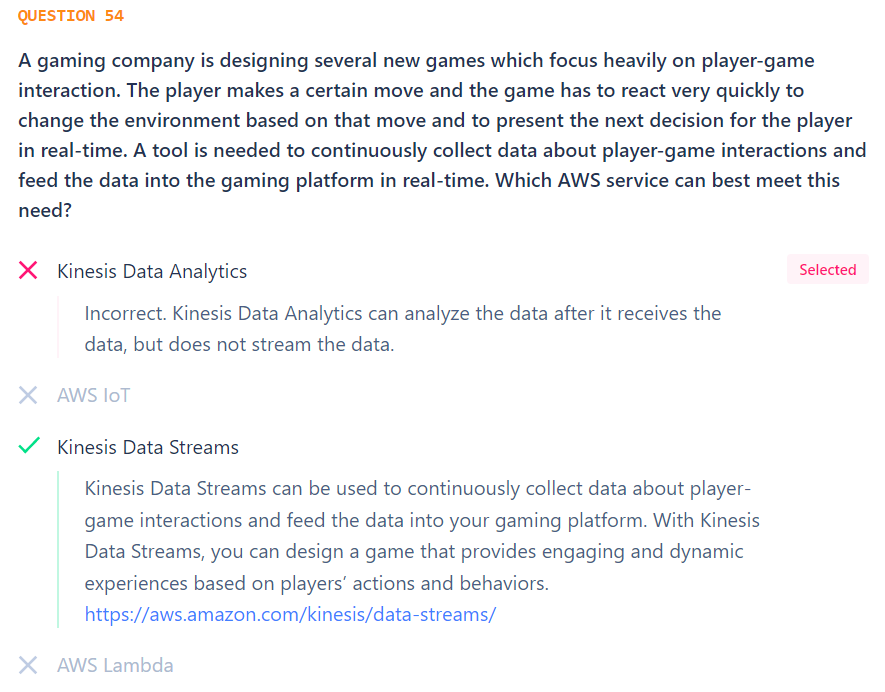 QUESTION 54
A gaming company is designing several new games which focus heavily on player-game
interaction. The player makes a certain move and the game has to react very quickly to
change the environment based on that move and to present the next decision for the player
in real-time. A tool is needed to continuously collect data about player-game interactions and
feed the data into the gaming platform in real-time. Which AWS service can best meet this
need?
Kinesis Data Analytics
Selected
Incorrect. Kinesis Data Analytics can analyze the data after it receives the
data, but does not stream the data.
AWS IoT
Kinesis Data Streams
Kinesis Data Streams can be used to continuously collect data about player-
game interactions and feed the data into your gaming platform. With Kinesis
Data Streams, you can design a game that provides engaging and dynamic
experiences based on players’ actions and behaviors.
https://aws.amazon.com/kinesis/data-streams/
AWS Lambda